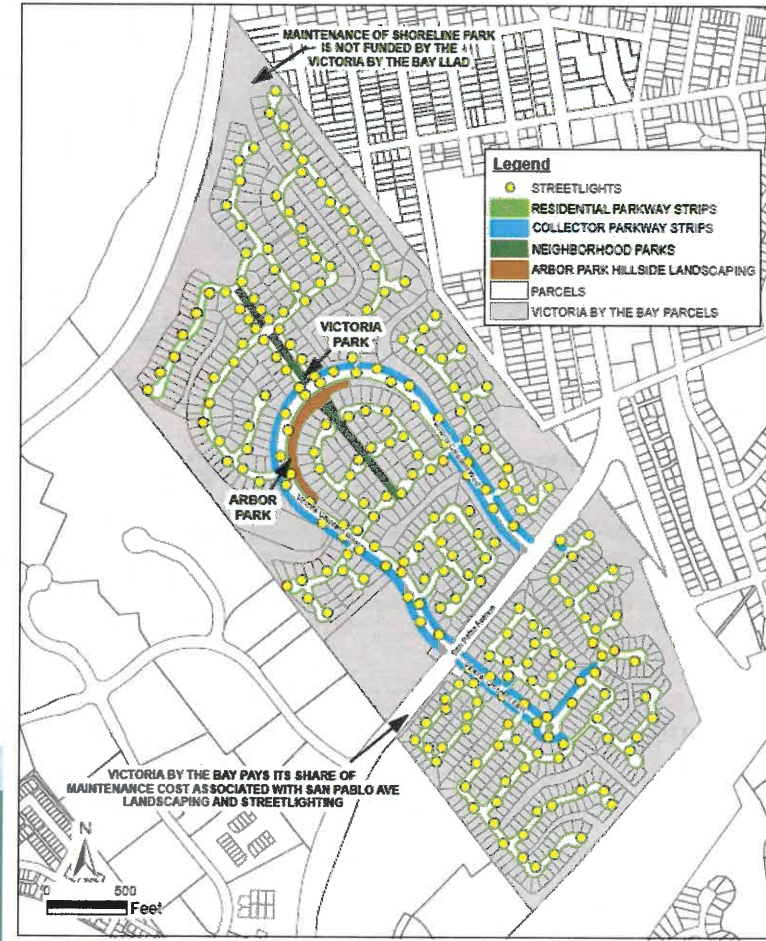 MAINTENANCE OF SHORELINE PARK
IS NOT FUNDED BY THE
VICTORIA BY THE BAY LLAD
Legend
STREETLIGHTS
RESIDENTIAL PARKWAY STRIPS
COLLECTOR PARKWAY STRIPS
NEIGHBORHOOD PARKS
ARBOR PARK HILLSIDE LANDSCAPING
PARCELS
VICTORIA BY THE BAY PARCELS
VICTORIA
PARK
ARBOR
PARK
San Pablo Avenue
VICTORIA BY THE BAY PAYS ITS SHARE OF
MAINTENANCE COST ASSOCIATED WITH SAN PABLO AVE
LANDSCAPING AND STREETLIGHTING
N
0 500
Feet